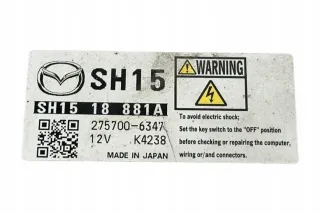 SH15
WARNING
SH15 18 881A
275700-6347
12V K4238
MADE IN JAPAN
To avoid electric shock;
Set the key switch to the "OFF" position
before checking or repairing the computer,
wiring or/and connectors.